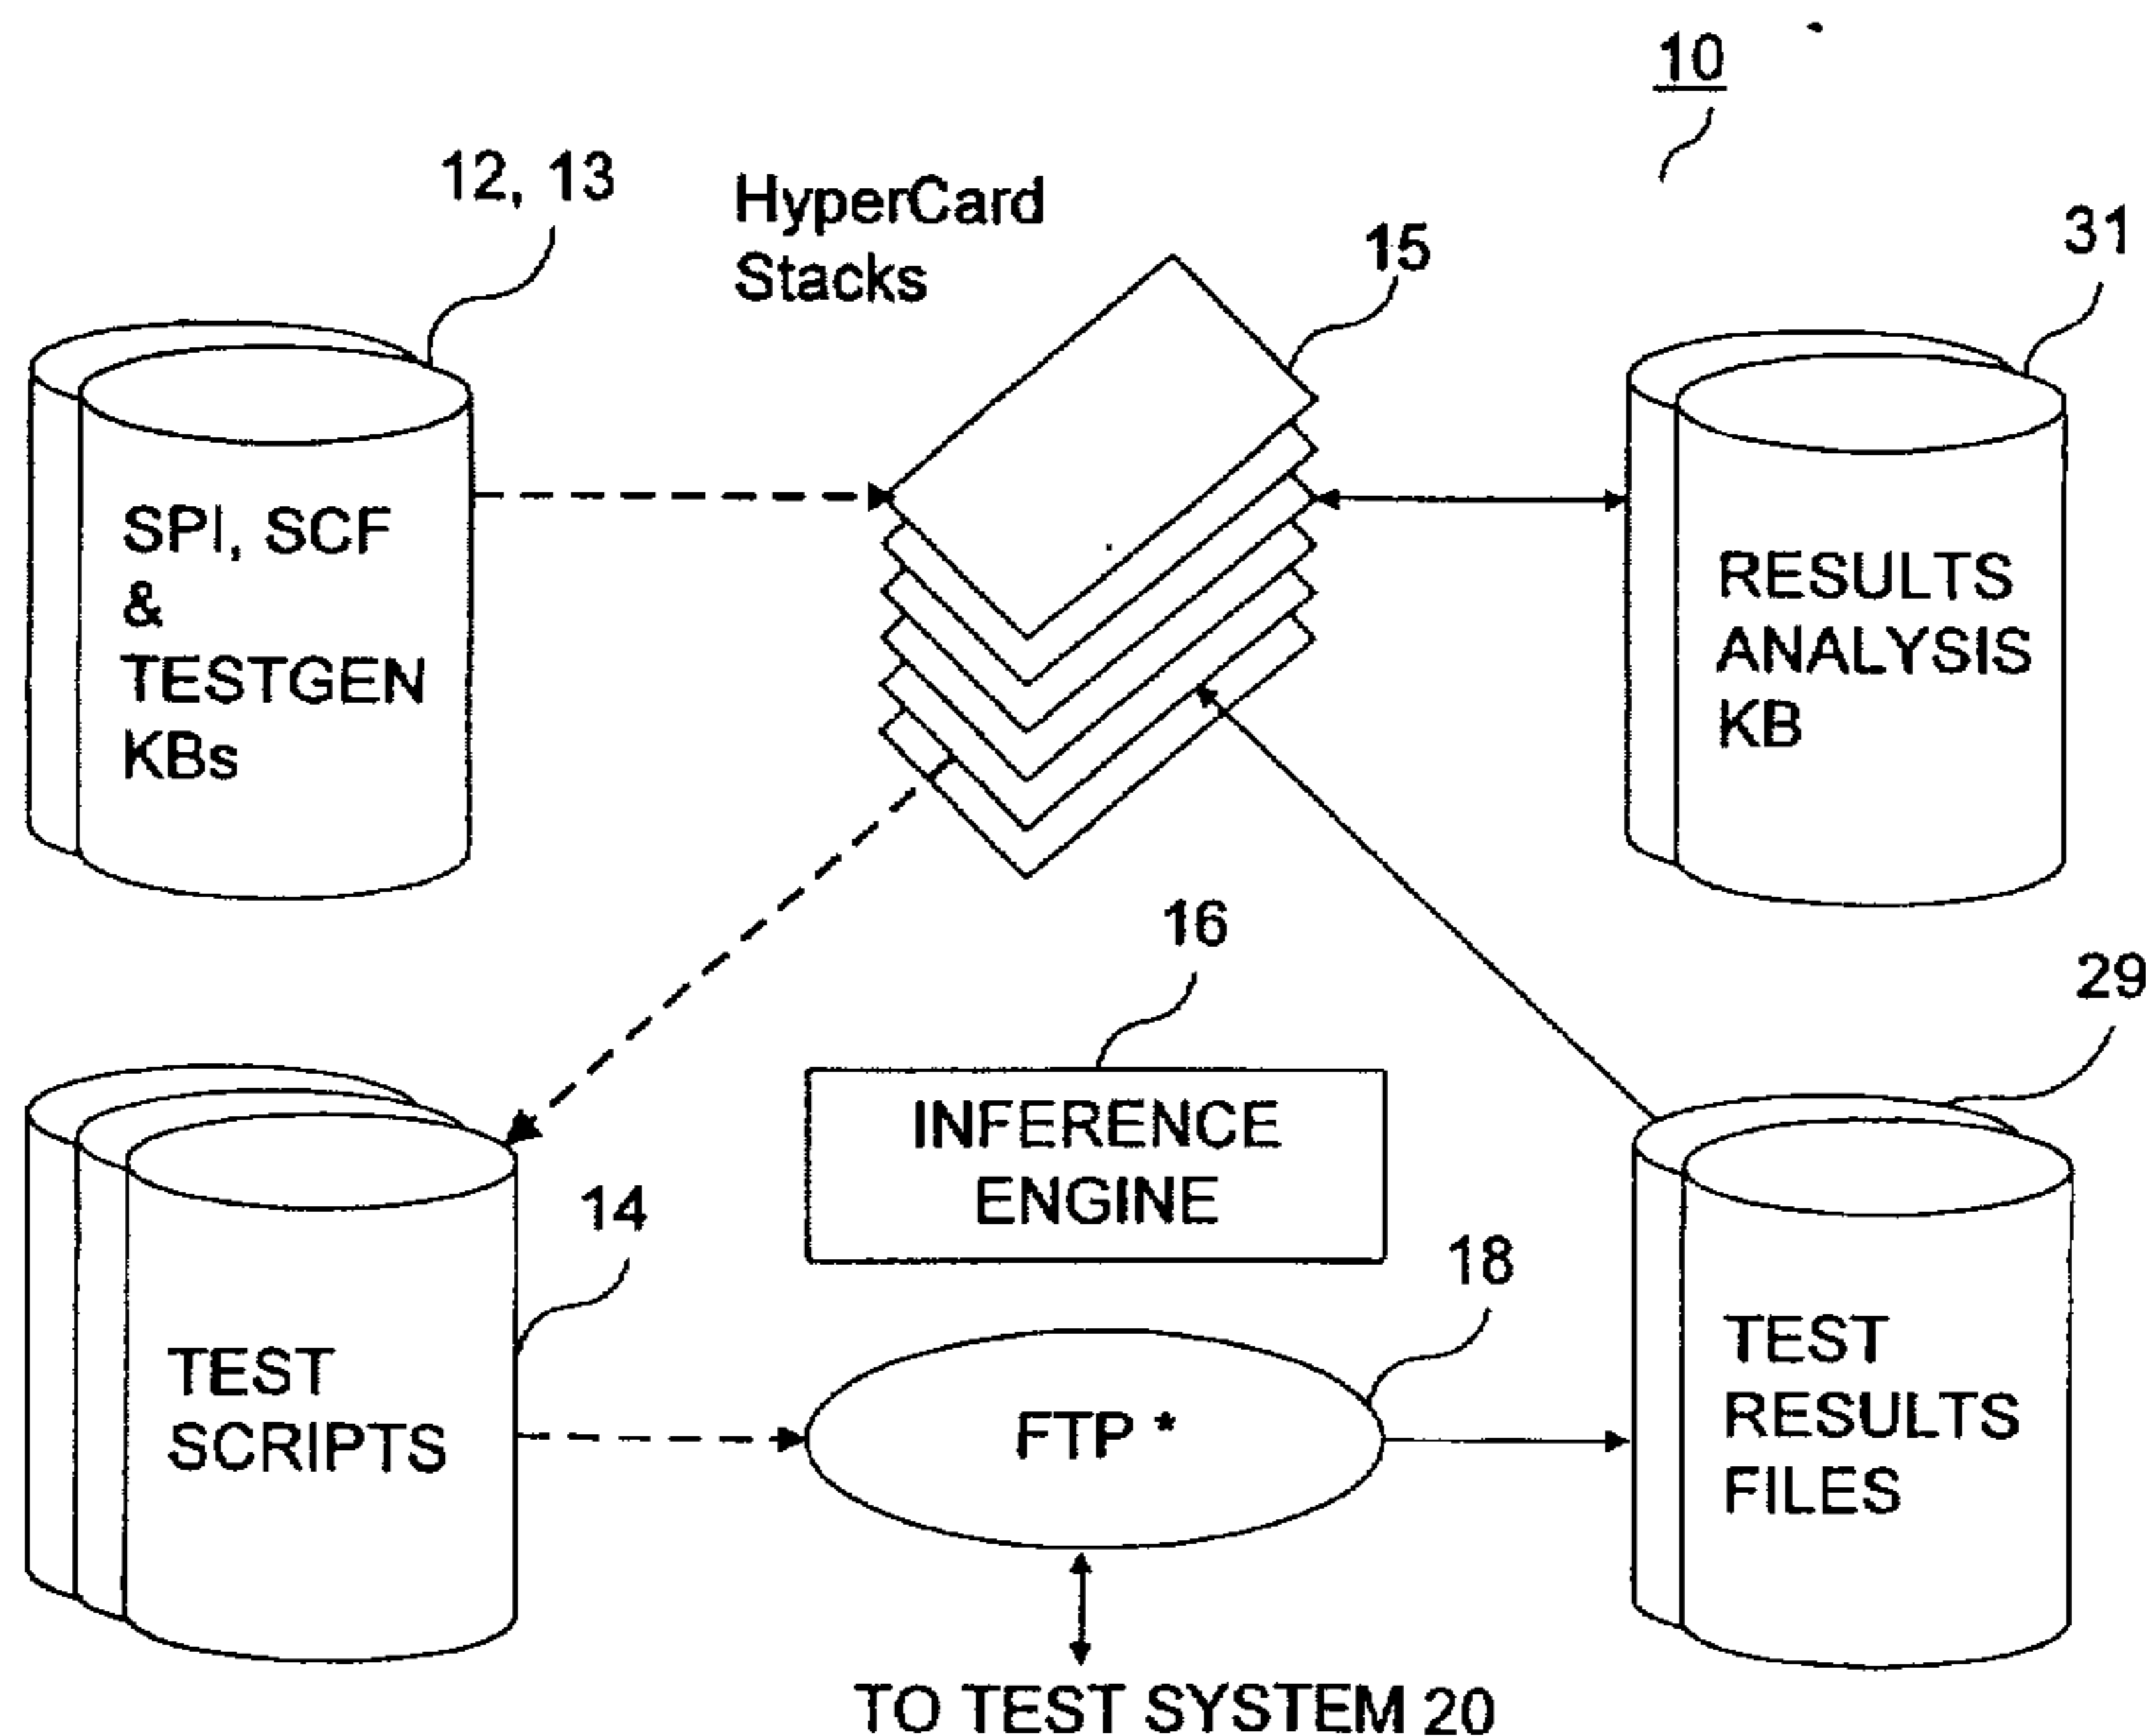 10
12, 13
HyperCard
Stacks
15
31
SPI, SCF
&
TESTGEN
KBs
RESULTS
ANALYSIS
KB
16
29
INFERENCE
ENGINE
14
18
TEST
SCRIPTS
FTP *
TEST
RESULTS
FILES
TO TEST SYSTEM 20